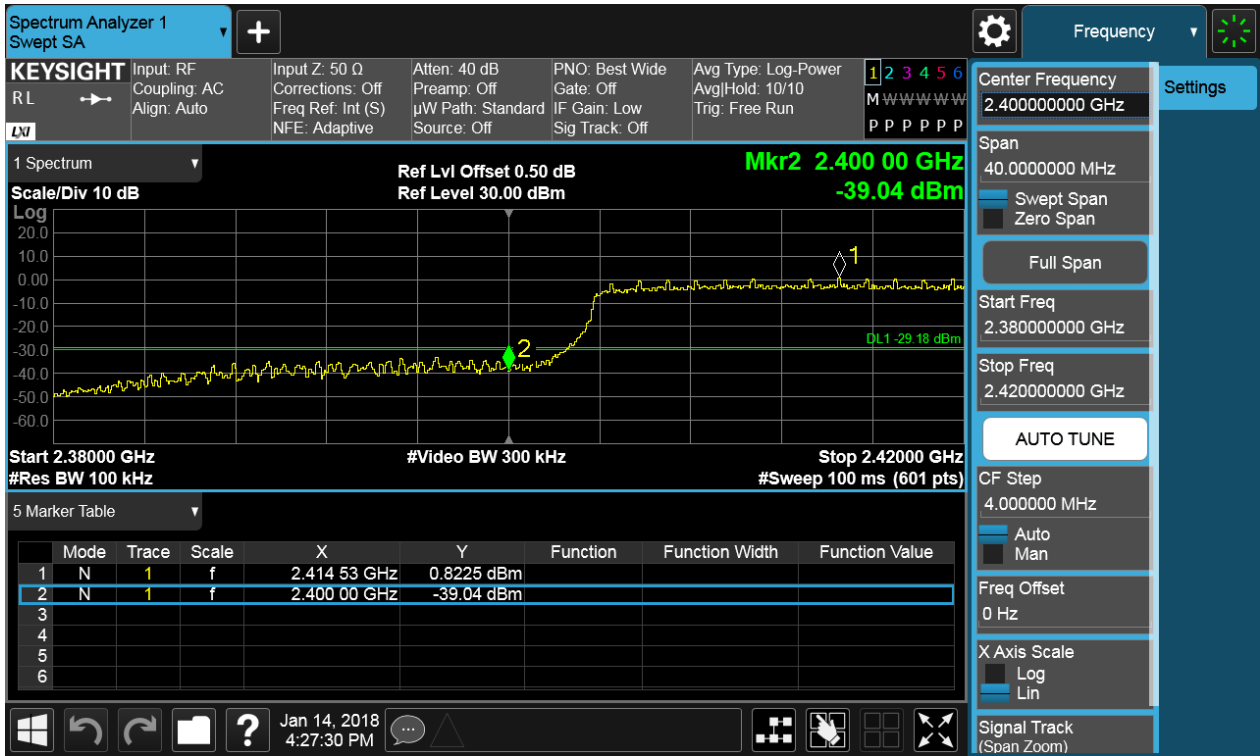 Spectrum Analyzer 1
Swept SA
+
Frequency
KEYSIGHT
RL
LXI
Input: RF
Coupling: AC
Align: Auto
Input Z: 50 Ω
Corrections: Off
Freq Ref: Int (S)
NFE: Adaptive
Atten: 40 dB
Preamp: Off
µW Path: Standard
Source: Off
PNO: Best Wide
Gate: Off
IF Gain: Low
Sig Track: Off
Avg Type: Log-Power
Avg|Hold: 10/10
Trig: Free Run
1 2 3 4 5 6
M W W W W W
P P P P P P
1 Spectrum
Scale/Div 10 dB
Ref Lvl Offset 0.50 dB
Ref Level 30.00 dBm
Mkr2 2.400 00 GHz
-39.04 dBm
Log
20.0
10.0
0.00
-10.0
-20.0
-30.0
-40.0
-50.0
-60.0
1
2
DL1 -29.18 dBm
Start 2.38000 GHz
#Res BW 100 kHz
#Video BW 300 kHz
Stop 2.42000 GHz
#Sweep 100 ms (601 pts)
5 Marker Table
Mode Trace Scale X Y Function Function Width Function Value
1 N 1 f 2.414 53 GHz 0.8225 dBm
2 N 1 f 2.400 00 GHz -39.04 dBm
3
4
5
6
Center Frequency
2.400000000 GHz
Span
40.0000000 MHz
Swept Span
Zero Span
Full Span
Start Freq
2.380000000 GHz
Stop Freq
2.420000000 GHz
AUTO TUNE
CF Step
4.000000 MHz
Auto
Man
Freq Offset
0 Hz
X Axis Scale
Log
Lin
Signal Track
(Span Zoom)
Settings
?
Jan 14, 2018
4:27:30 PM